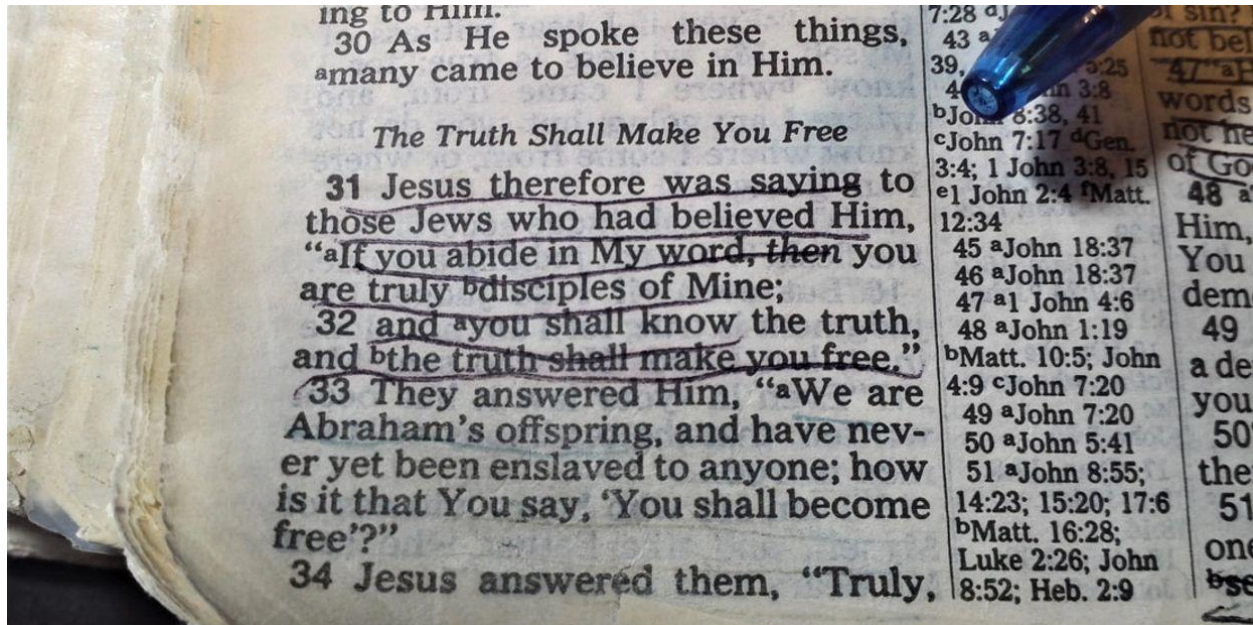 ing to Him.
30 As He spoke these things,
amany came to believe in Him.
The Truth Shall Make You Free
31 Jesus therefore was saying to
those Jews who had believed Him,
“aIf you abide in My word, then you
are truly bdisciples of Mine;
32 and ayou shall know the truth,
and bthe truth shall make you free.”
33 They answered Him, “aWe are
Abraham’s offspring, and have nev-
er yet been enslaved to anyone; how
is it that You say, ‘You shall become
free’?”
34 Jesus answered them, “Truly,
7:28
43 a
39, 5:25
3:8
bJohn 8:38, 41
cJohn 7:17 dGen.
3:4; 1 John 3:8, 15
e1 John 2:4 fMatt.
12:34
45 aJohn 18:37
46 aJohn 18:37
47 a1 John 4:6
48 aJohn 1:19
bMatt. 10:5; John
4:9 cJohn 7:20
49 aJohn 7:20
50 aJohn 5:41
51 aJohn 8:55;
14:23; 15:20; 17:6
bMatt. 16:28;
Luke 2:26; John
8:52; Heb. 2:9
of sin?
not bel
47 “aH
words
not he
of Go
48 a
Him,
You
dem
49
a de
you
50
the
51
one
bse